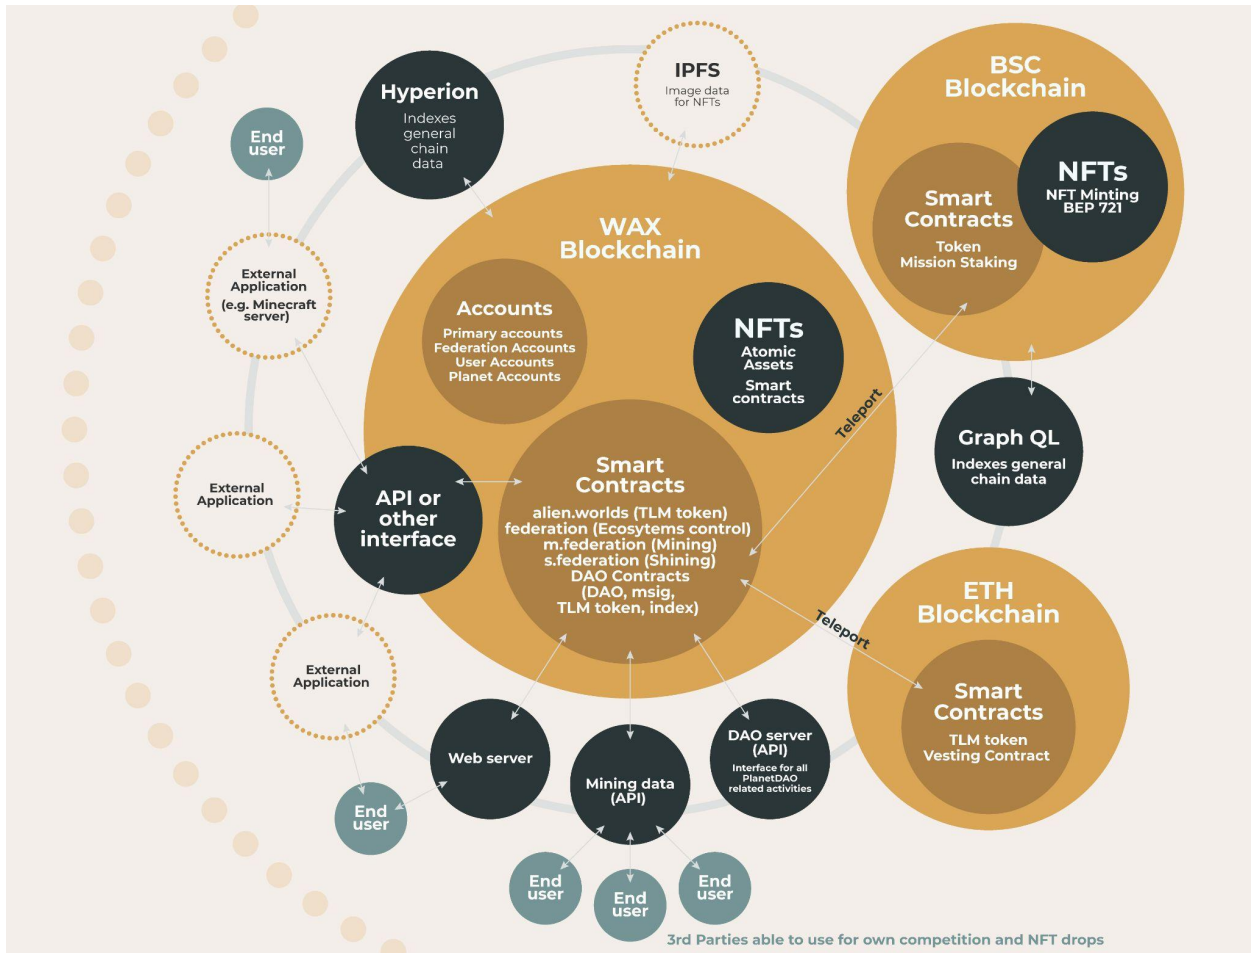 IPFS
Image data
for NFTs
Hyperion
Indexes
general
chain
data
BSC
Blockchain
NFTs
NFT Minting
BEP 721
Smart
Contracts
Token
Mission Staking
End
user
WAX
Blockchain
External
Application
(e.g. Minecraft
server)
Accounts
Primary accounts
Federation Accounts
User Accounts
Planet Accounts
NFTs
Atomic
Assets
Smart
contracts
Teleport
Graph QL
Indexes general
chain data
External
Application
API or
other
interface
Smart
Contracts
alien.worlds (TLM token)
federation (Ecosytems control)
m.federation (Mining)
s.federation (Shining)
DAO Contracts
(DAO, msig,
TLM token, index)
Teleport
ETH
Blockchain
Smart
Contracts
TLM token
Vesting Contract
External
Application
Web server
Mining data
(API)
DAO server
(API)
Interface for all
PlanetDAO
related activities
End
user
End
user
End
user
End
user
3rd Parties able to use for own competition and NFT drops